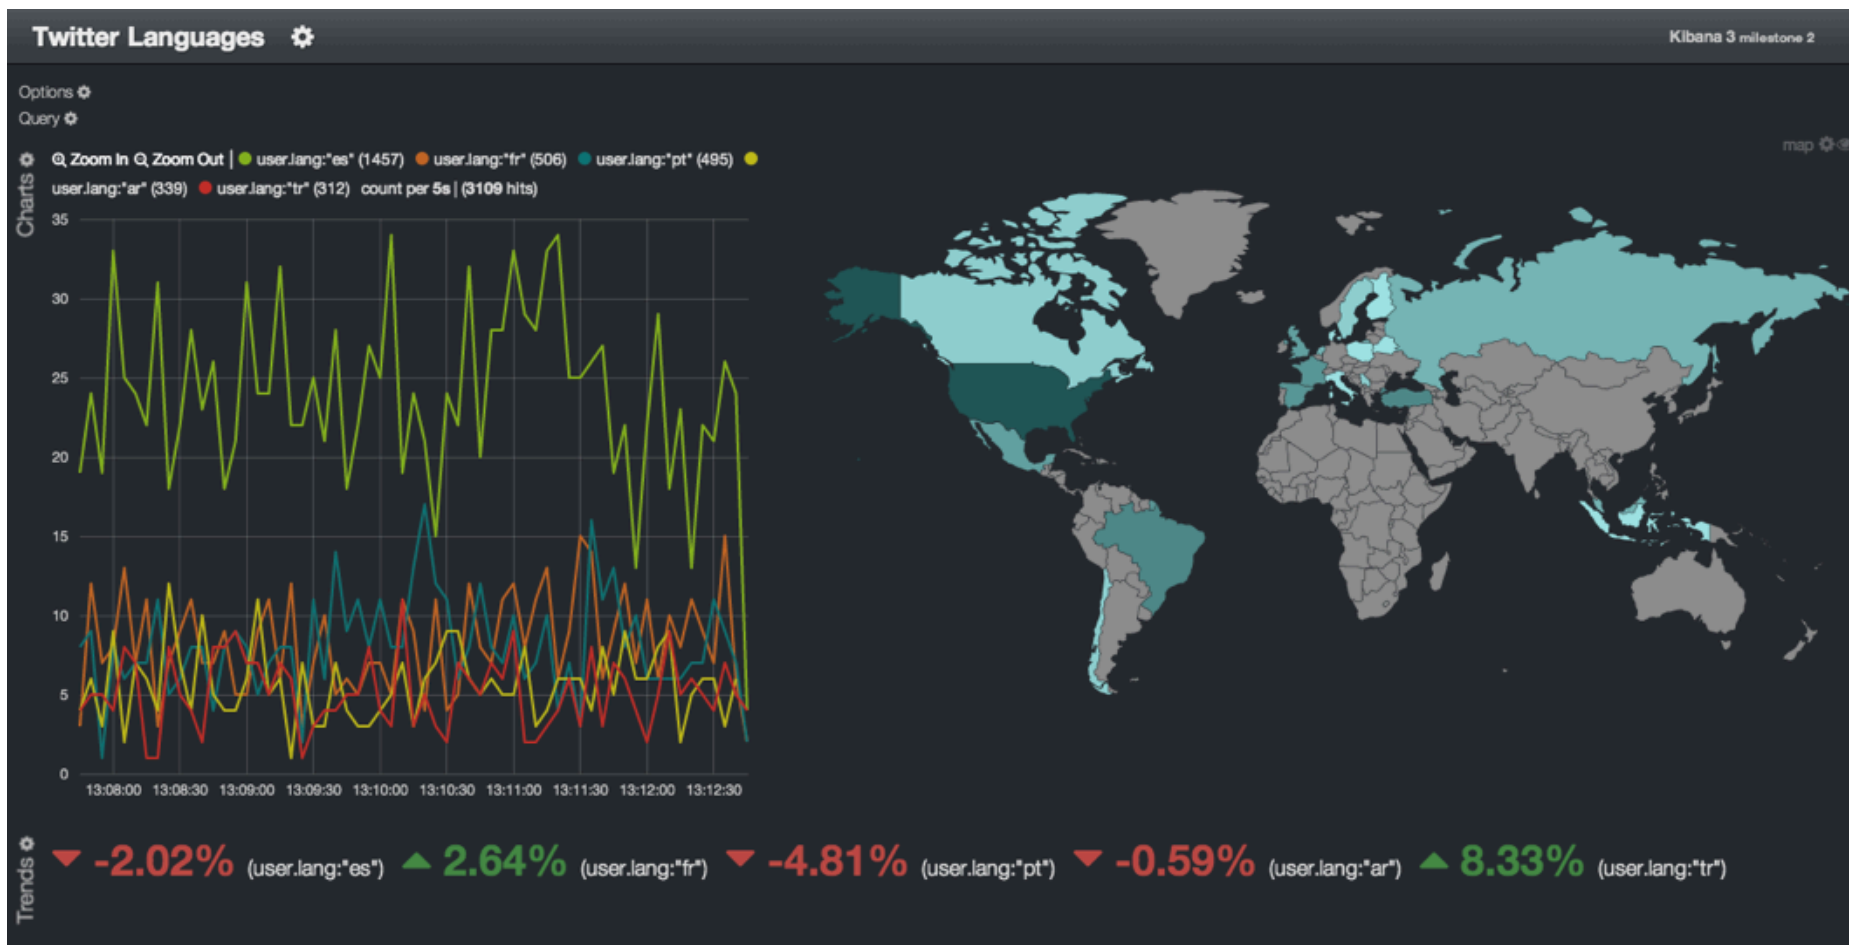 Twitter Languages
Kibana 3 milestone 2
Options
Query
map
Charts
Zoom In Zoom Out | user.lang:"es" (1457) user.lang:"fr" (506) user.lang:"pt" (495)
user.lang:"ar" (339) user.lang:"tr" (312) count per 5s | (3109 hits)
35
30
25
20
15
10
5
0
13:08:00 13:08:30 13:09:00 13:09:30 13:10:00 13:10:30 13:11:00 13:11:30 13:12:00 13:12:30
Trends
-2.02% (user.lang:"es") 2.64% (user.lang:"fr") -4.81% (user.lang:"pt") -0.59% (user.lang:"ar") 8.33% (user.lang:"tr")